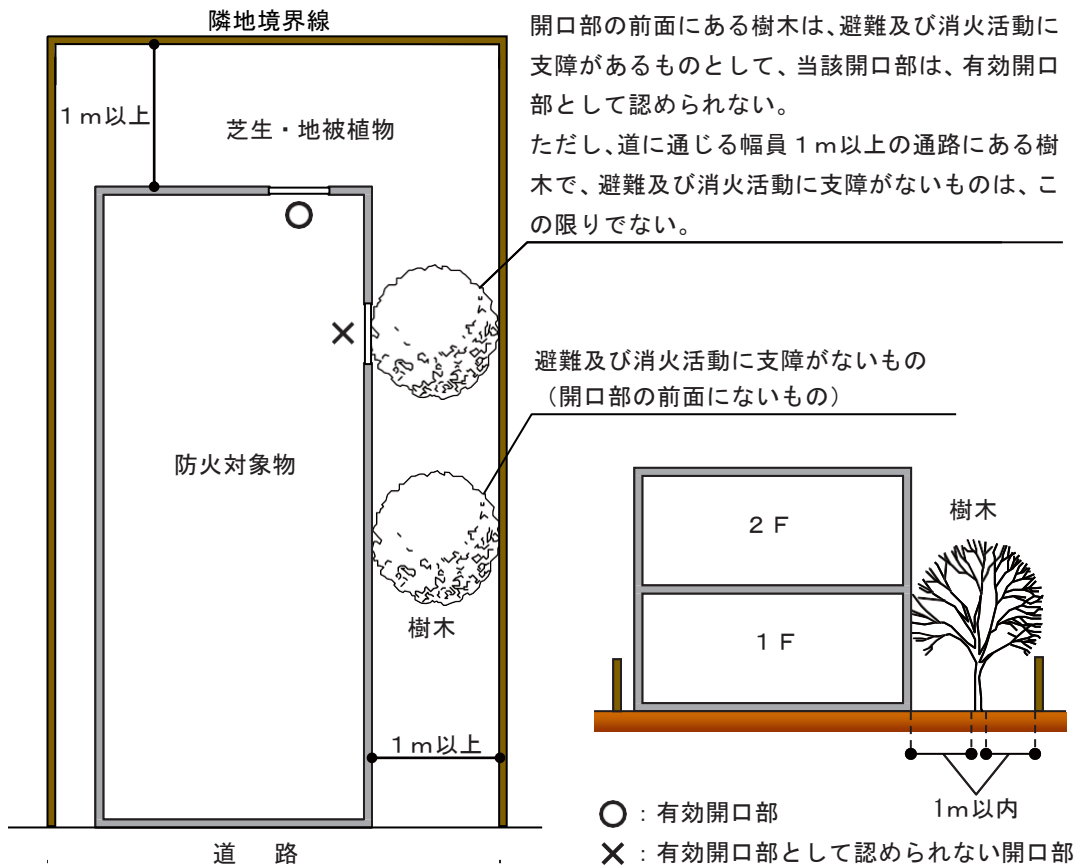 隣地境界線
開口部の前面にある樹木は、避難及び消火活動に
支障があるものとして、当該開口部は、有効開口
部として認められない。
ただし、道に通じる幅員１ｍ以上の通路にある樹
木で、避難及び消火活動に支障がないものは、こ
の限りでない。
１ｍ以上
芝生・地被植物
避難及び消火活動に支障がないもの
（開口部の前面にないもの）
防火対象物
樹木
２Ｆ
１Ｆ
樹木
１ｍ以上
1ｍ以内
道　路
：有効開口部
：有効開口部として認められない開口部